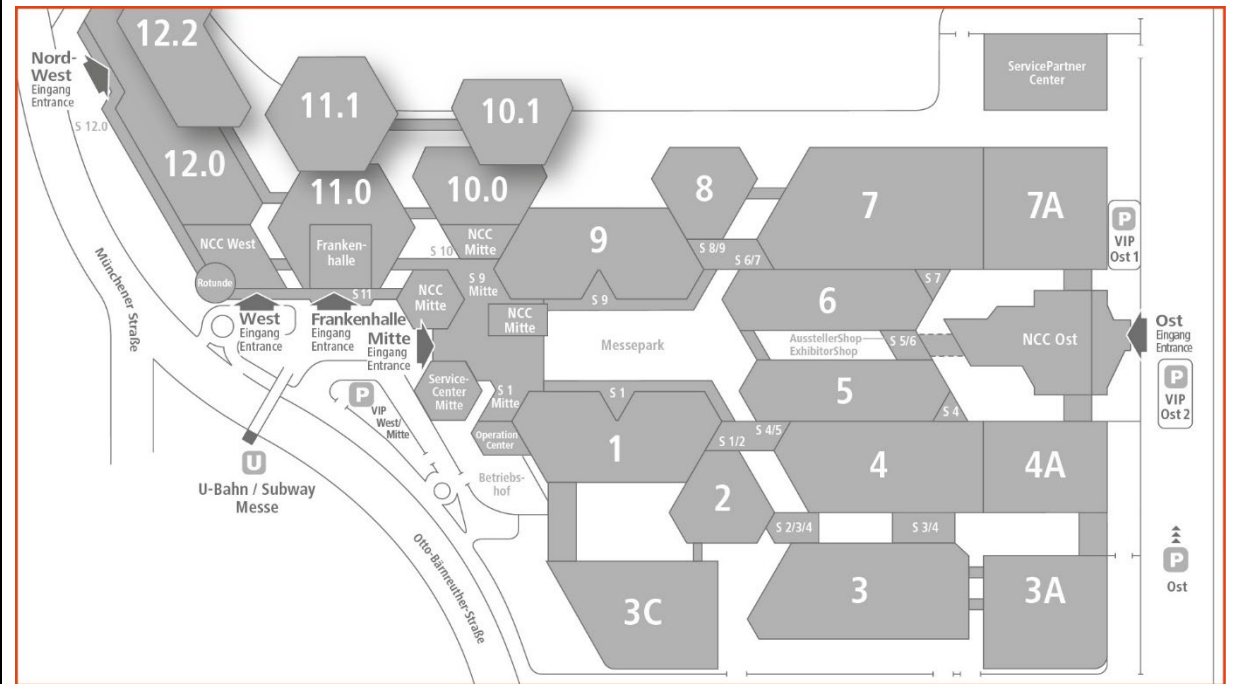 12.2
Nord-
West
Eingang
Entrance
S 12.0
12.0
NCC West
Rotunde
11.1
11.0
Franken-
halle
S 11
10.1
10.0
S 10
NCC
Mitte
S 9
Mitte
NCC
Mitte
NCC
Mitte
9
S 9
8
S 8/9
S 6/7
7
7A
ServicePartner
Center
P
VIP
Ost 1
6
S 7
AusstellerShop
ExhibitorShop
S 5/6
NCC Ost
Ost
Eingang
Entrance
P
VIP
Ost 2
Messepark
5
S 4
S 4/5
S 1/2
West
Eingang
(Entrance
Frankenhalle
Eingang
Entrance
Mitte
Eingang
Entrance
Service-
Center
Mitte
S 1
Mitte
S 1
Operation
Center
1
P
VIP
West/
Mitte
Betriebs-
hof
U
U-Bahn / Subway
Messe
Münchener Straße
Otto-Bärnreuther-Straße
2
4
4A
S 2/3/4
S 3/4
3C
3
3A
P
Ost